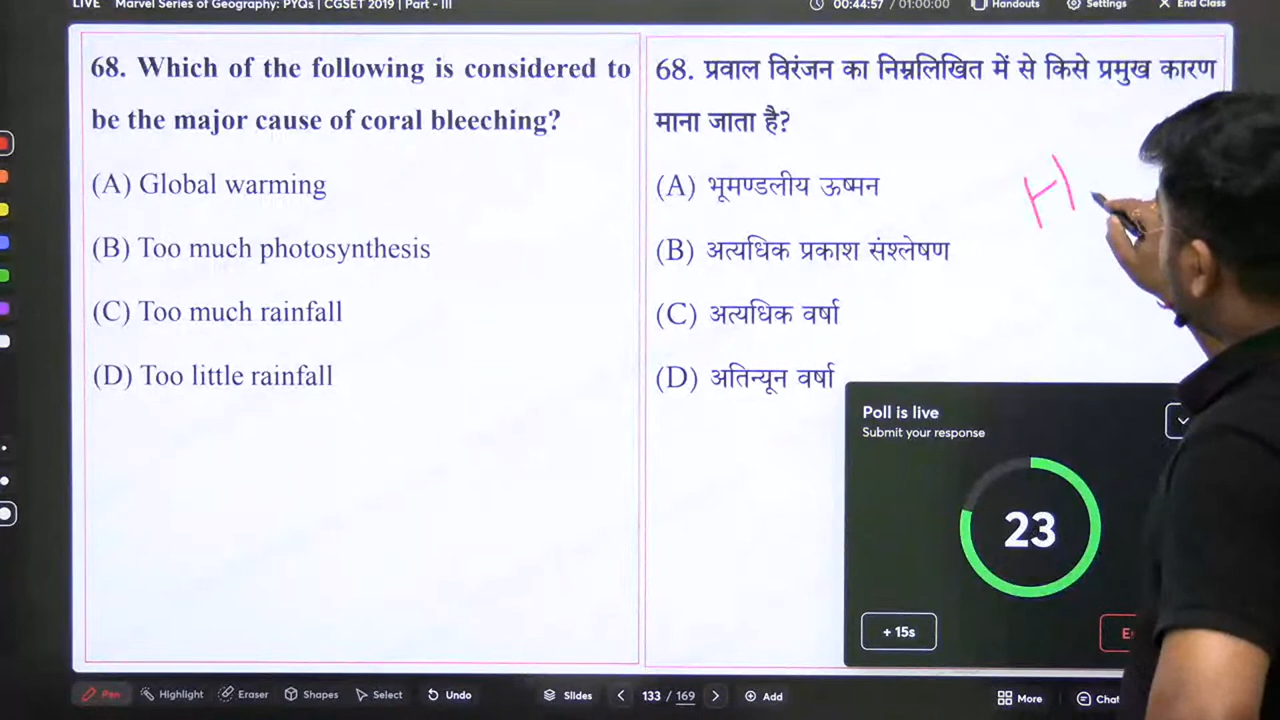 LIVE Marvel Series of Geography: PYQs | CGSET 2019 | Part - III
00:44:57 / 01:00:00 Handouts Settings End Class
68. Which of the following is considered to
be the major cause of coral bleeching?
(A) Global warming
(B) Too much photosynthesis
(C) Too much rainfall
(D) Too little rainfall
68. प्रवाल विरंजन का निम्नलिखित में से किसे प्रमुख कारण
माना जाता है?
(A) भूमण्डलीय ऊष्मन
(B) अत्यधिक प्रकाश संश्लेषण
(C) अत्यधिक वर्षा
(D) अतिन्यून वर्षा
H
Poll is live
Submit your response
23
+ 15s
Pen Highlight Eraser Shapes Select Undo Slides 133 / 169 Add More Chat